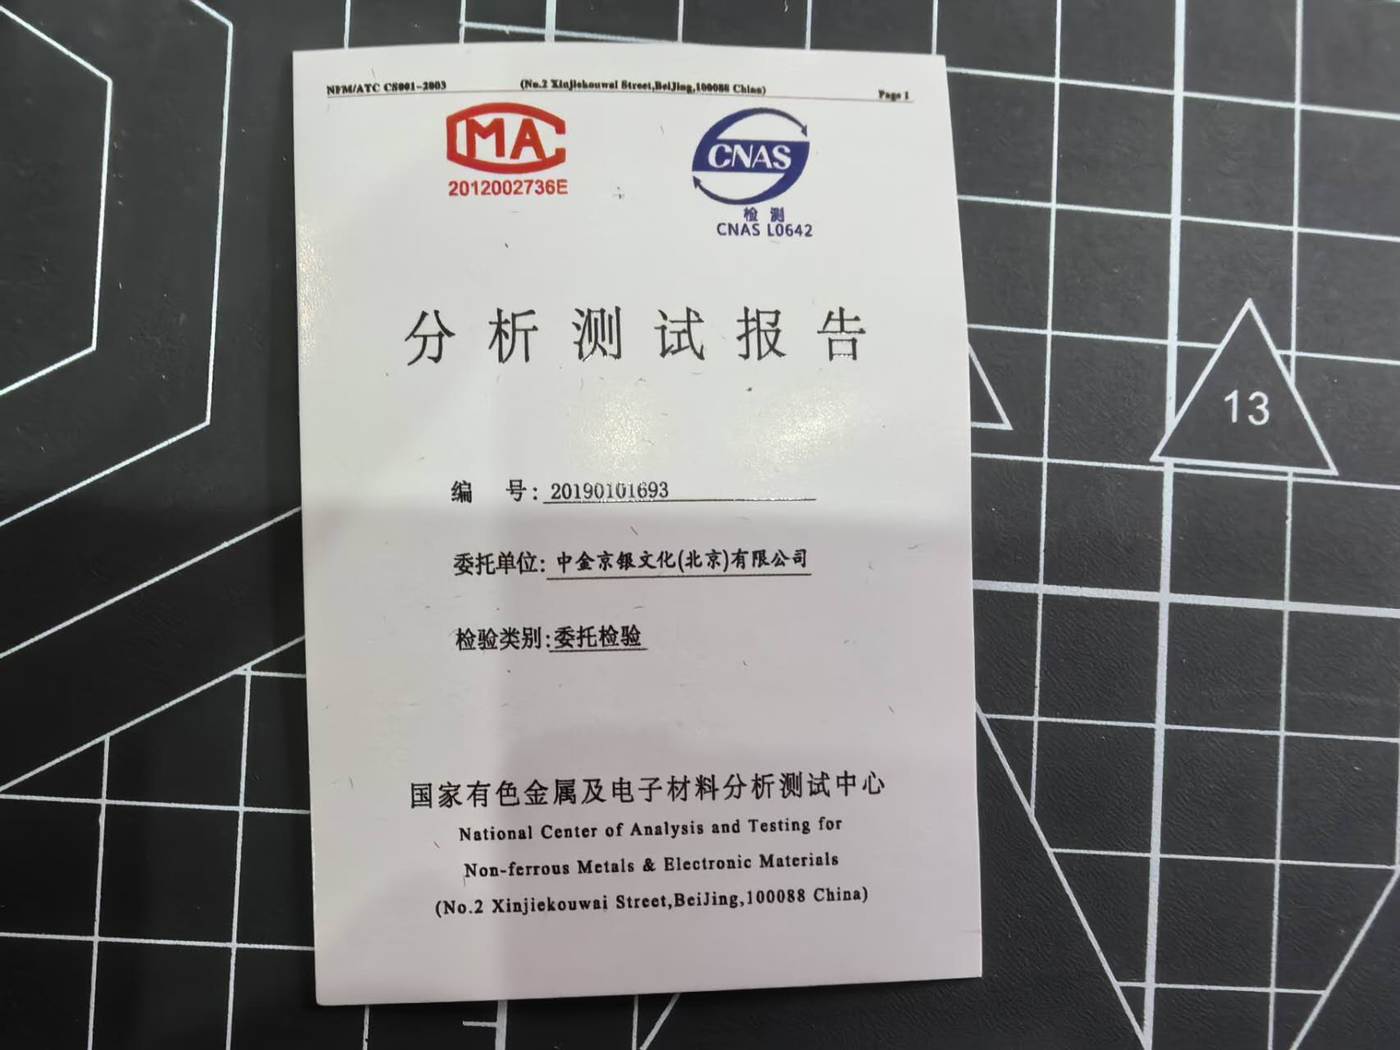 NFM/ATC CS001-2003 (No.2 Xinjiekouwai Street,BeiJing,100088 China) Page 1
CMA
2012002736E
CNAS
检 测
CNAS L0642
分析测试报告
编 号: 20190101693
委托单位: 中金京银文化(北京)有限公司
检验类别:委托检验
国家有色金属及电子材料分析测试中心
National Center of Analysis and Testing for
Non-ferrous Metals & Electronic Materials
(No.2 Xinjiekouwai Street,BeiJing,100088 China)
13